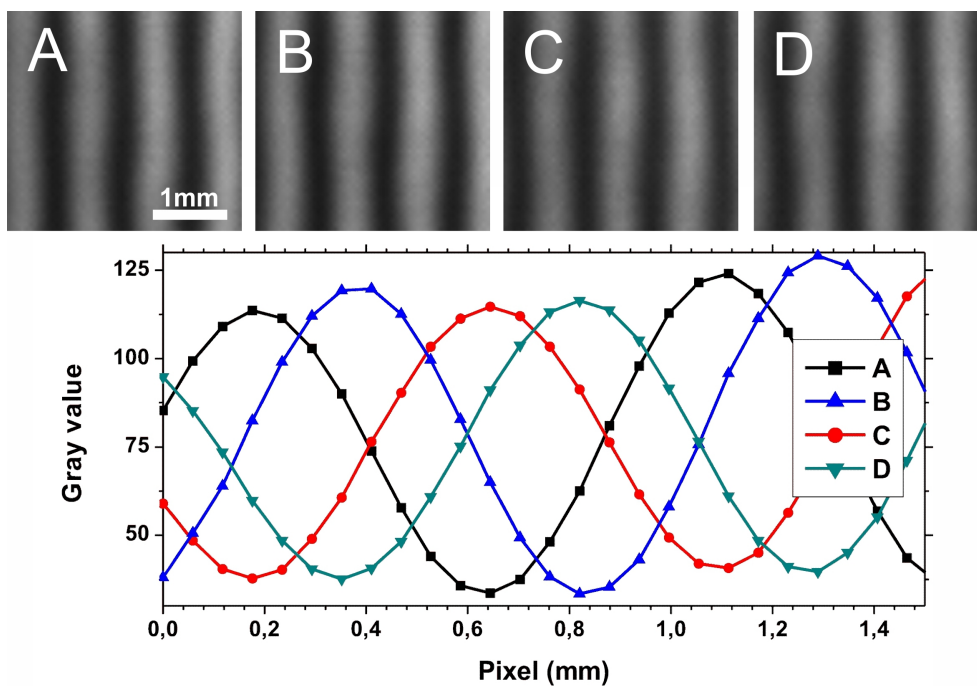 A
B
C
D
1mm
125
100
75
50
Gray value
A
B
C
D
0,0
0,2
0,4
0,6
0,8
1,0
1,2
1,4
Pixel (mm)